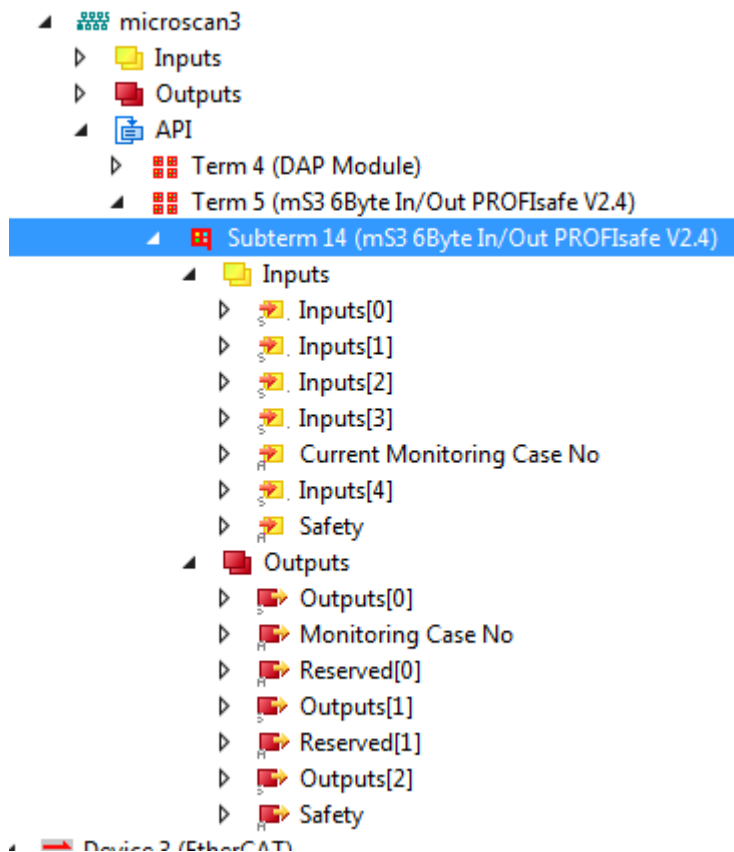 microscan3
Inputs
Outputs
API
Term 4 (DAP Module)
Term 5 (mS3 6Byte In/Out PROFIsafe V2.4)
Subterm 14 (mS3 6Byte In/Out PROFIsafe V2.4)
Inputs
Inputs[0]
Inputs[1]
Inputs[2]
Inputs[3]
Current Monitoring Case No
Inputs[4]
Safety
Outputs
Outputs[0]
Monitoring Case No
Reserved[0]
Outputs[1]
Reserved[1]
Outputs[2]
Safety
Device 3 (EtherCAT)